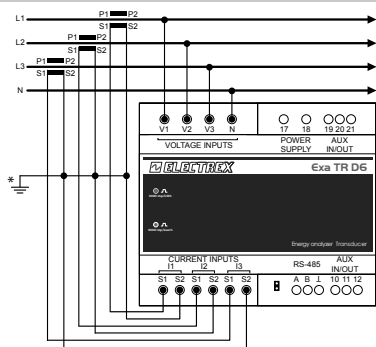 P1 P2
L1
S1 S2
P1 P2
L2
S1 S2
P1 P2
L3
S1 S2
N
V1 V2 V3 N
17 18 19 20 21
VOLTAGE INPUTS
POWER SUPPLY
AUX IN/OUT
ELECTREX
Exa TR D6
*
Energy analyzer Transducer
CURRENT INPUTS
I1 I2 I3
RS-485
AUX IN/OUT
S1 S2 S1 S2 S1 S2
A B ⊥ 10 11 12